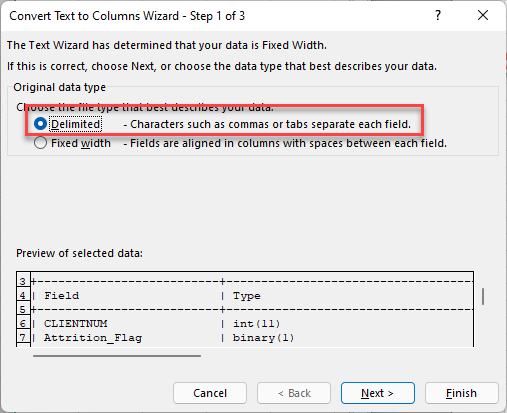 Convert Text to Columns Wizard - Step 1 of 3 ? ×
The Text Wizard has determined that your data is Fixed Width.
If this is correct, choose Next, or choose the data type that best describes your data.
Original data type
Choose the file type that best describes your data:
Delimited - Characters such as commas or tabs separate each field.
Fixed width - Fields are aligned in columns with spaces between each field.
Preview of selected data:
3 +--------------------------+--------------------------------
4 | Field | Type
5 +--------------------------+--------------------------------
6 | CLIENTNUM | int(11)
7 | Attrition_Flag | binary(1)
Cancel < Back Next > Finish